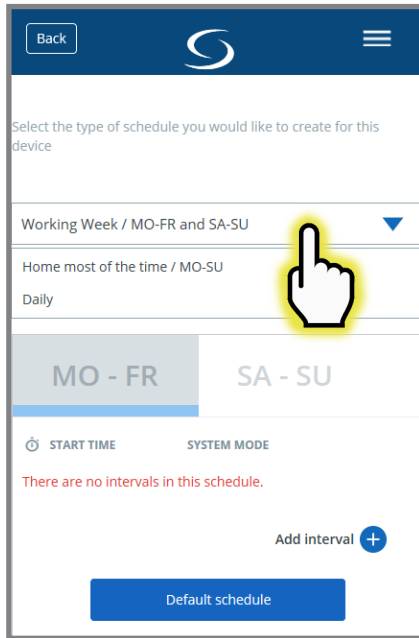 Back
Select the type of schedule you would like to create for this
device
Working Week / MO-FR and SA-SU
Home most of the time / MO-SU
Daily
MO - FR
SA - SU
START TIME
SYSTEM MODE
There are no intervals in this schedule.
Add interval
Default schedule